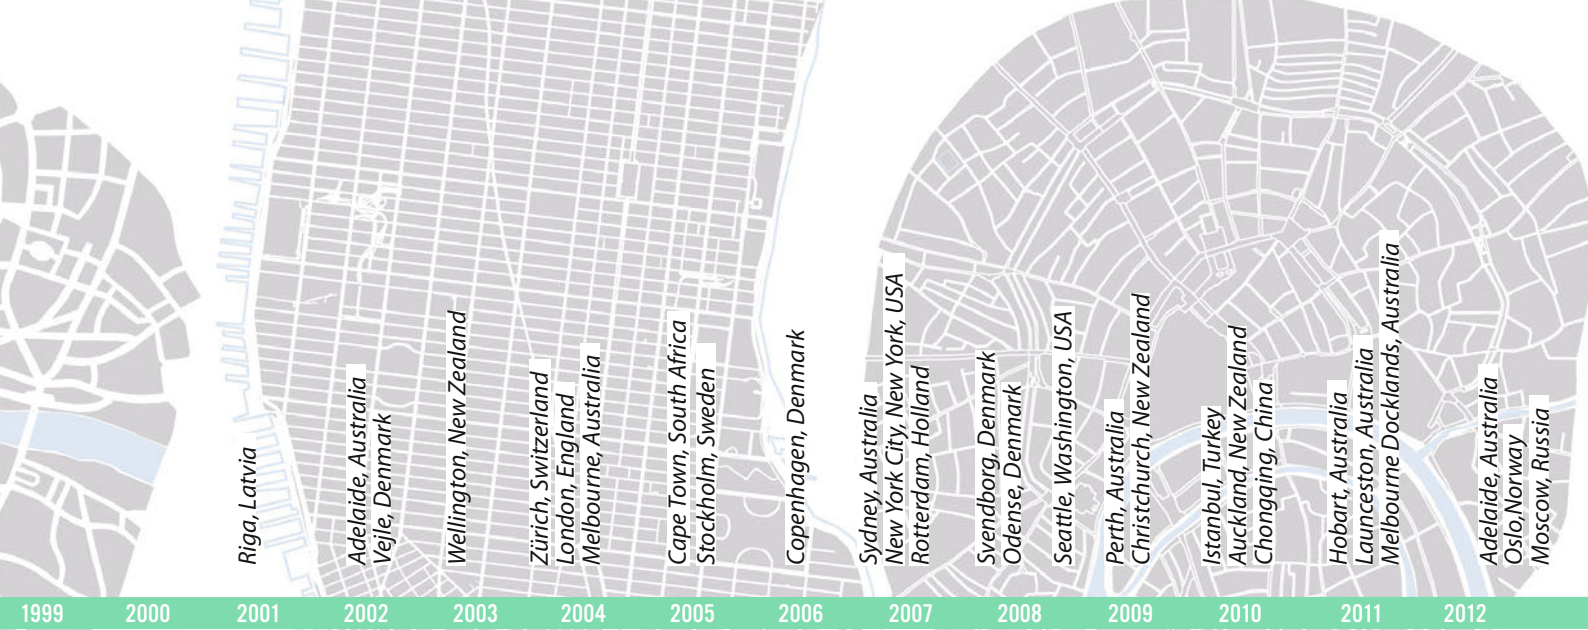 Riga, Latvia
Adelaide, Australia
Vejle, Denmark
Wellington, New Zealand
Zürich, Switzerland
London, England
Melbourne, Australia
Cape Town, South Africa
Stockholm, Sweden
Copenhagen, Denmark
Sydney, Australia
New York City, New York, USA
Rotterdam, Holland
Svendborg, Denmark
Odense, Denmark
Seattle, Washington, USA
Perth, Australia
Christchurch, New Zealand
Istanbul, Turkey
Auckland, New Zealand
Chongqing, China
Hobart, Australia
Launceston, Australia
Melbourne Docklands, Australia
Adelaide, Australia
Oslo,Norway
Moscow, Russia
1999 2000 2001 2002 2003 2004 2005 2006 2007 2008 2009 2010 2011 2012